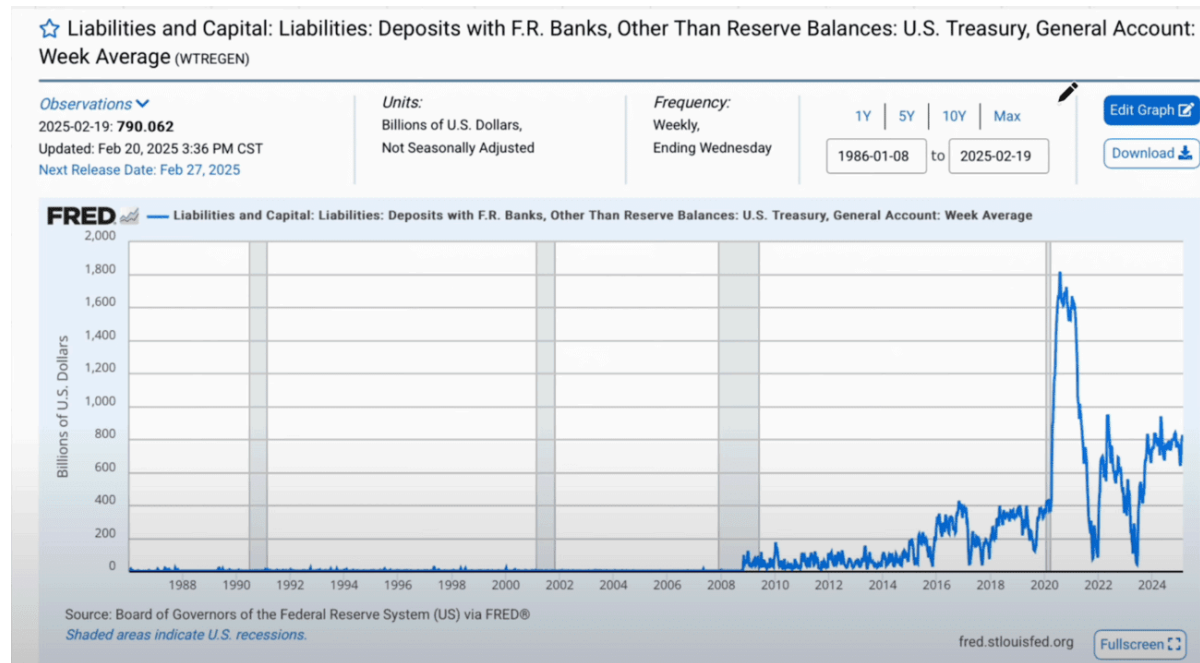 Liabilities and Capital: Liabilities: Deposits with F.R. Banks, Other Than Reserve Balances: U.S. Treasury, General Account:
Week Average (WTREGEN)
Observations
2025-02-19: 790.062
Updated: Feb 20, 2025 3:36 PM CST
Next Release Date: Feb 27, 2025
Units:
Billions of U.S. Dollars,
Not Seasonally Adjusted
Frequency:
Weekly,
Ending Wednesday
1Y | 5Y | 10Y | Max
1986-01-08 to 2025-02-19
Edit Graph
Download
FRED
Liabilities and Capital: Liabilities: Deposits with F.R. Banks, Other Than Reserve Balances: U.S. Treasury, General Account: Week Average
Billions of U.S. Dollars
2,000
1,800
1,600
1,400
1,200
1,000
800
600
400
200
0
1988 1990 1992 1994 1996 1998 2000 2002 2004 2006 2008 2010 2012 2014 2016 2018 2020 2022 2024
Source: Board of Governors of the Federal Reserve System (US) via FRED®
Shaded areas indicate U.S. recessions.
fred.stlouisfed.org
Fullscreen